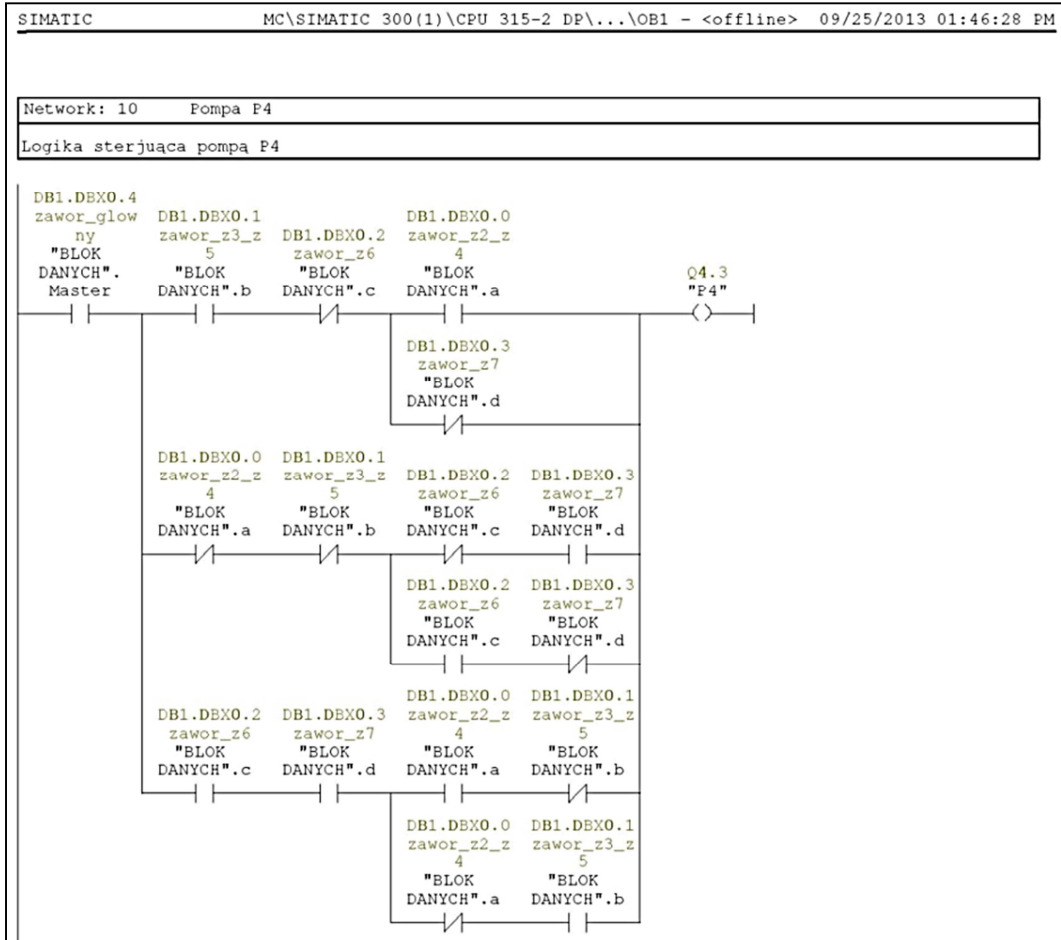 SIMATIC MC\SIMATIC 300(1)\CPU 315-2 DP\...\OB1 - <offline> 09/25/2013 01:46:28 PM
Network: 10 Pompa P4
Logika sterjuąca pompą P4
DB1.DBX0.4
zawor_glow DB1.DBX0.1 DB1.DBX0.0
ny zawor_z3_z DB1.DBX0.2 zawor_z2_z
"BLOK 5 zawor_z6 4
DANYCH". "BLOK "BLOK "BLOK Q4.3
Master DANYCH".b DANYCH".c DANYCH".a "P4"
DB1.DBX0.3
zawor_z7
"BLOK
DANYCH".d
DB1.DBX0.0 DB1.DBX0.1
zawor_z2_z zawor_z3_z DB1.DBX0.2 DB1.DBX0.3
4 5 zawor_z6 zawor_z7
"BLOK "BLOK "BLOK "BLOK
DANYCH".a DANYCH".b DANYCH".c DANYCH".d
DB1.DBX0.2 DB1.DBX0.3
zawor_z6 zawor_z7
"BLOK "BLOK
DANYCH".c DANYCH".d
DB1.DBX0.0 DB1.DBX0.1
DB1.DBX0.2 DB1.DBX0.3 zawor_z2_z zawor_z3_z
zawor_z6 zawor_z7 4 5
"BLOK "BLOK "BLOK "BLOK
DANYCH".c DANYCH".d DANYCH".a DANYCH".b
DB1.DBX0.0 DB1.DBX0.1
zawor_z2_z zawor_z3_z
4 5
"BLOK "BLOK
DANYCH".a DANYCH".b